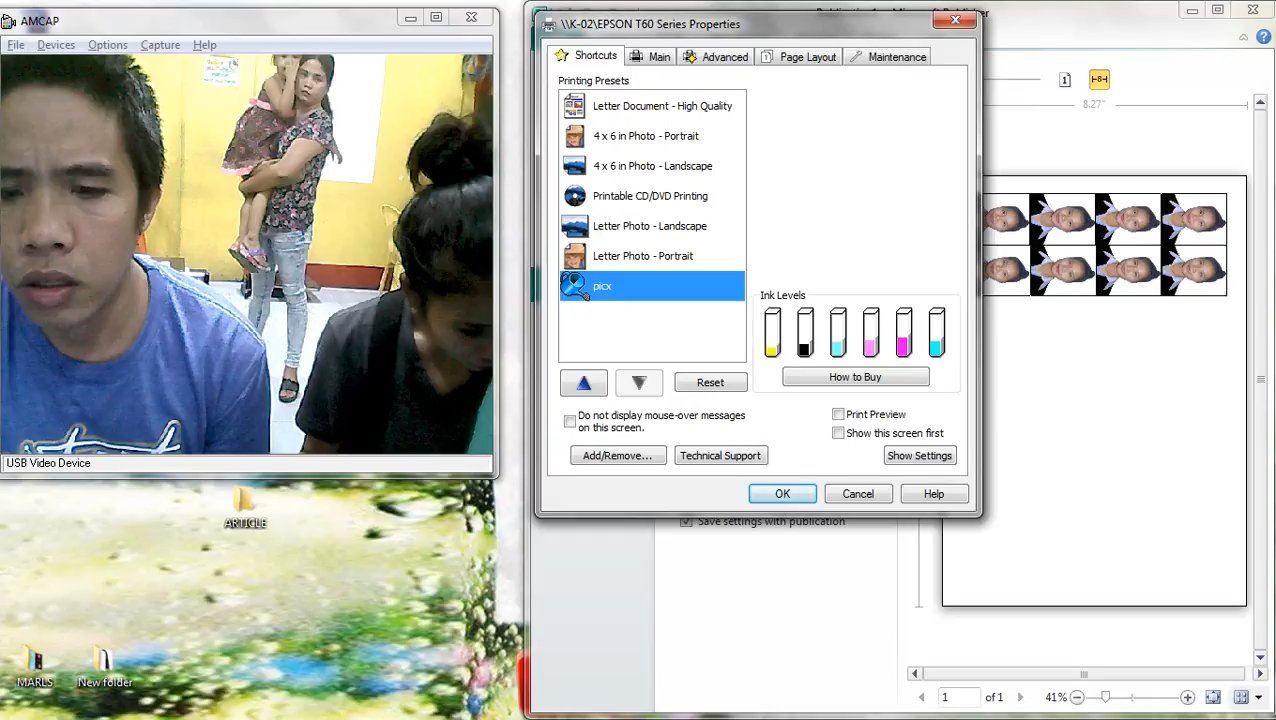 AMCAP
File Devices Options Capture Help
USB Video Device
ARTICLE
MARLS
New folder
\\K-02\EPSON T60 Series Properties
Shortcuts Main Advanced Page Layout Maintenance
Printing Presets
Letter Document - High Quality
4 x 6 in Photo - Portrait
4 x 6 in Photo - Landscape
Printable CD/DVD Printing
Letter Photo - Landscape
Letter Photo - Portrait
picx
Ink Levels
How to Buy
Reset
Do not display mouse-over messages
on this screen.
Print Preview
Show this screen first
Add/Remove... Technical Support Show Settings
OK Cancel Help
Save settings with publication
8.27"
1 of 1 41%